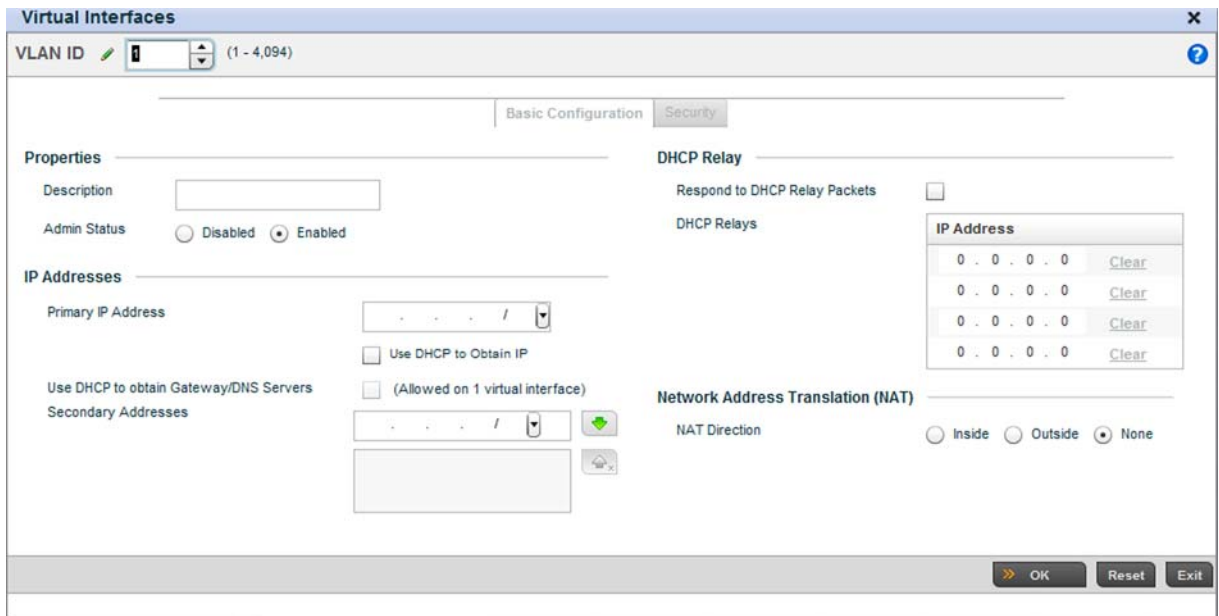 Virtual Interfaces
VLAN ID 1 (1 - 4,094)
Basic Configuration Security
Properties
Description
Admin Status Disabled Enabled
IP Addresses
Primary IP Address . . . /
Use DHCP to Obtain IP
Use DHCP to obtain Gateway/DNS Servers (Allowed on 1 virtual interface)
Secondary Addresses . . . /
DHCP Relay
Respond to DHCP Relay Packets
DHCP Relays
IP Address
0 . 0 . 0 . 0 Clear
0 . 0 . 0 . 0 Clear
0 . 0 . 0 . 0 Clear
0 . 0 . 0 . 0 Clear
Network Address Translation (NAT)
NAT Direction Inside Outside None
OK Reset Exit